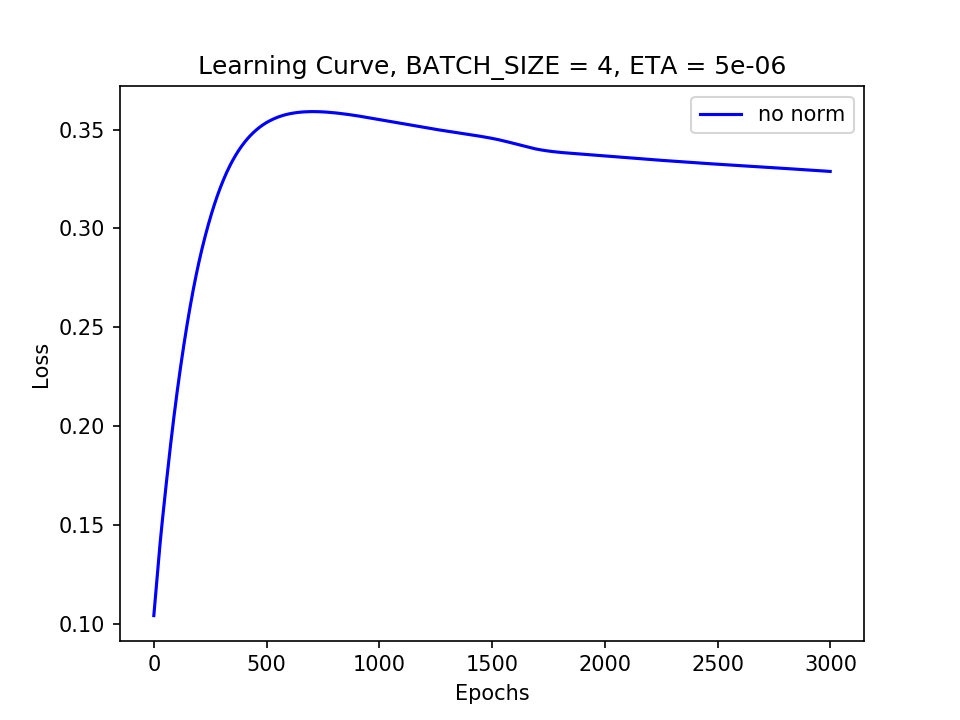 Learning Curve, BATCH_SIZE = 4, ETA = 5e-06
no norm
0.35
0.30
0.25
0.20
0.15
0.10
Loss
0 500 1000 1500 2000 2500 3000
Epochs